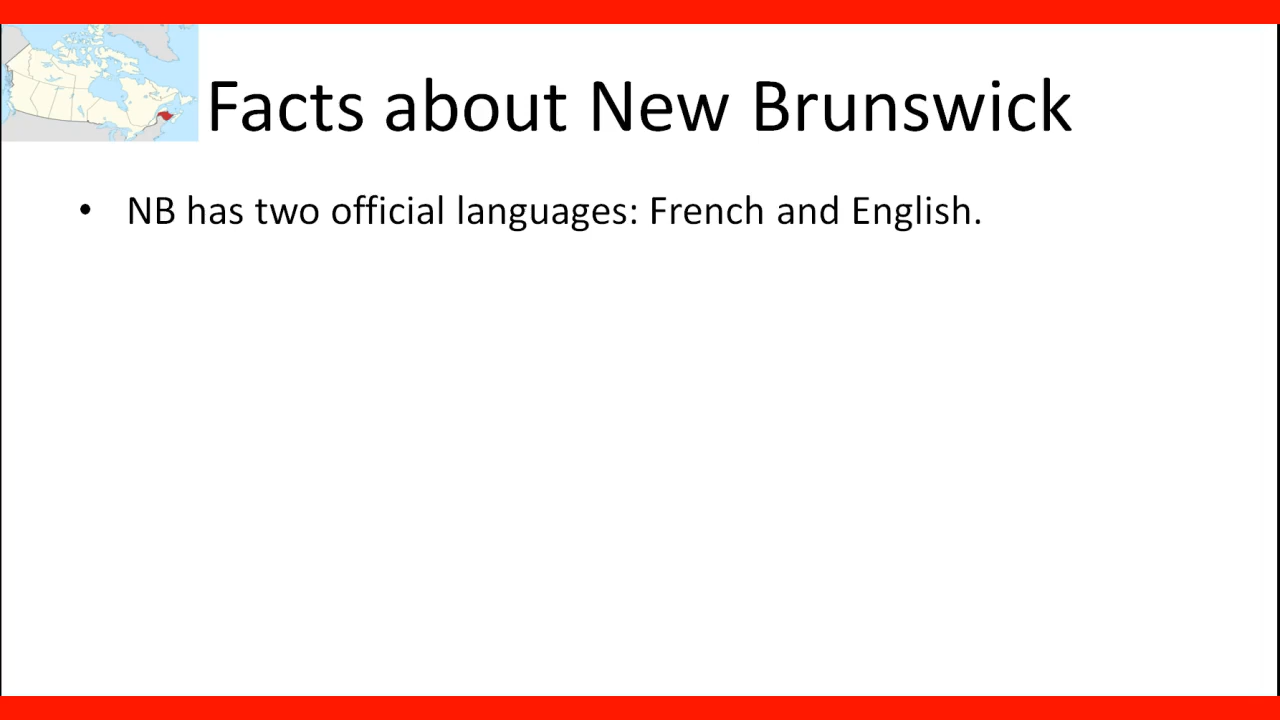 Facts about New Brunswick
• NB has two official languages: French and English.